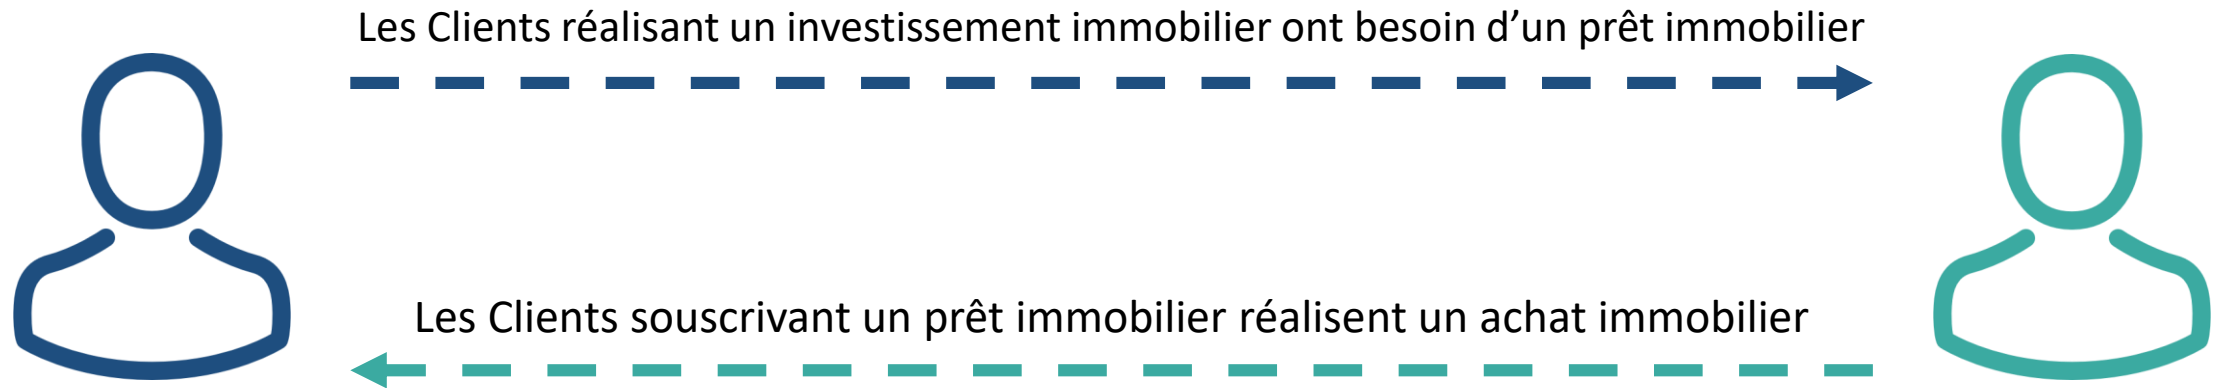 Les Clients réalisant un investissement immobilier ont besoin d’un prêt immobilier
Les Clients souscrivant un prêt immobilier réalisent un achat immobilier